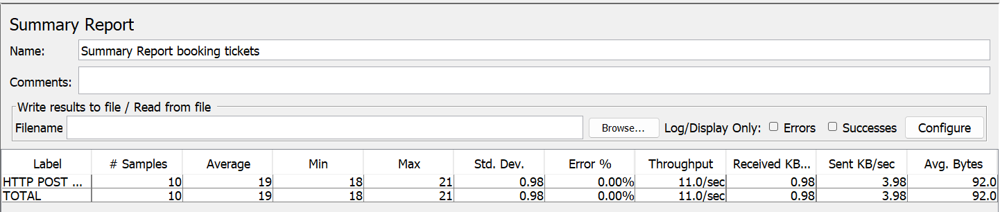 Summary Report
Name: Summary Report booking tickets
Comments:
Write results to file / Read from file
Filename Browse... Log/Display Only: Errors Successes Configure
Label # Samples Average Min Max Std. Dev. Error % Throughput Received KB... Sent KB/sec Avg. Bytes
HTTP POST ... 10 19 18 21 0.98 0.00% 11.0/sec 0.98 3.98 92.0
TOTAL 10 19 18 21 0.98 0.00% 11.0/sec 0.98 3.98 92.0